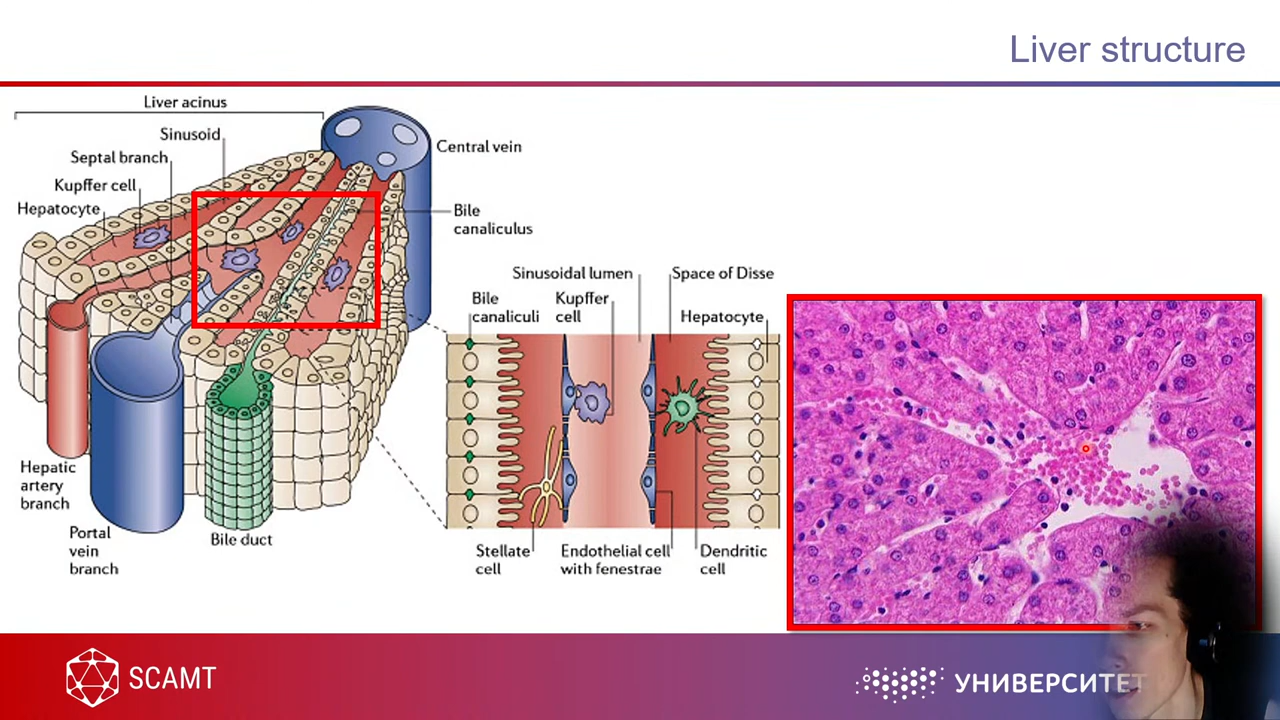 Liver structure
Liver acinus
Sinusoid
Septal branch
Kupffer cell
Hepatocyte
Central vein
Bile
canaliculus
Sinusoidal lumen
Space of Disse
Bile
canaliculi
Kupffer
cell
Hepatocyte
Hepatic
artery
branch
Portal
vein
branch
Bile duct
Stellate
cell
Endothelial cell
with fenestrae
Dendritic
cell
SCAMT
УНИВЕРСИТЕТ